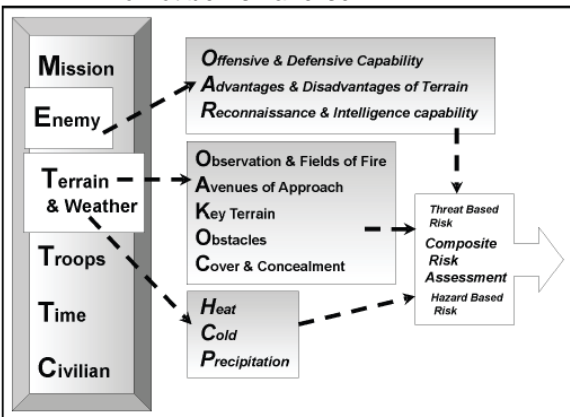 Mission
Enemy
Terrain
& Weather
Troops
Time
Civilian
Offensive & Defensive Capability
Advantages & Disadvantages of Terrain
Reconnaissance & Intelligence capability
Observation & Fields of Fire
Avenues of Approach
Key Terrain
Obstacles
Cover & Concealment
Heat
Cold
Precipitation
Threat Based
Risk
Composite
Risk
Assessment
Hazard Based
Risk